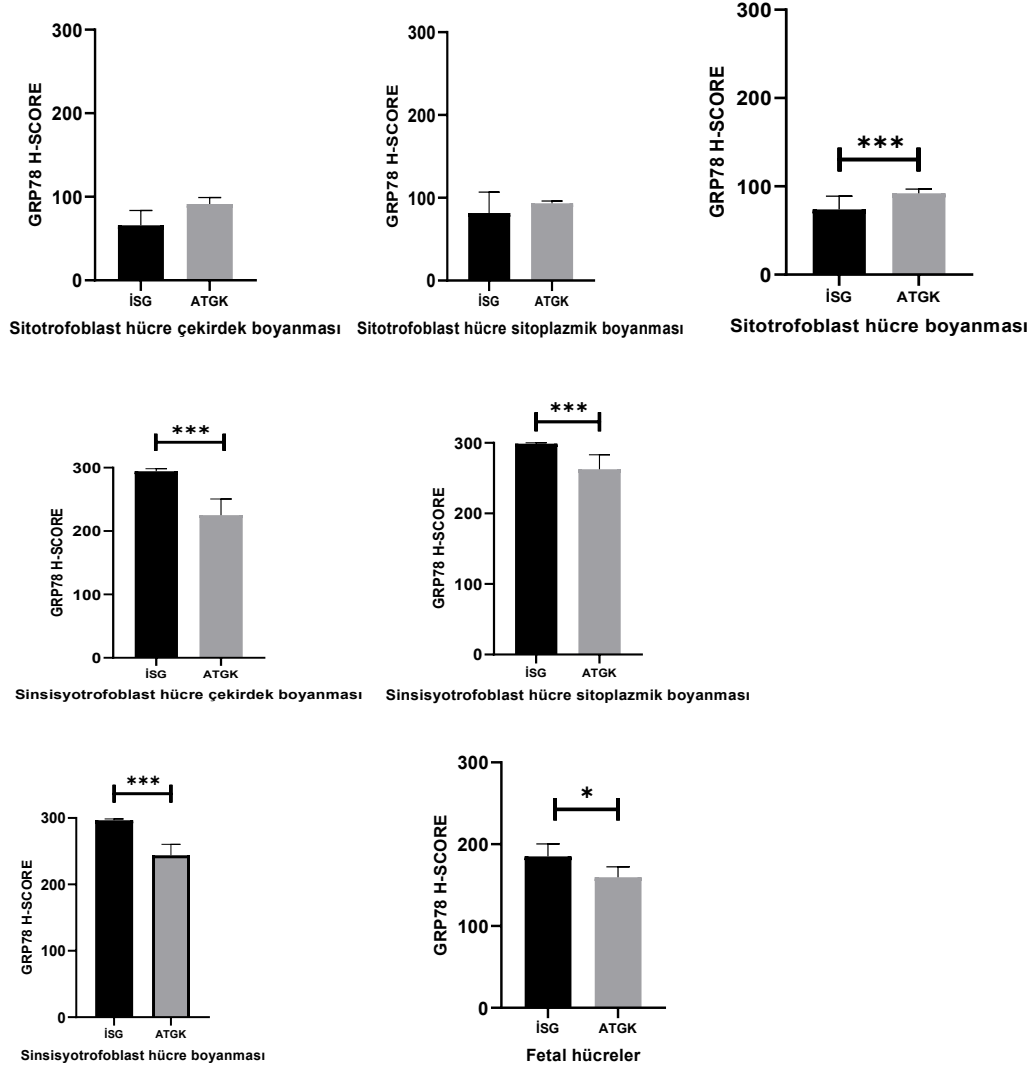 300
200
100
0
GRP78 H-SCORE
İSG
ATGK
Sitotrofoblast hücre çekirdek boyanması
300
200
100
0
GRP78 H-SCORE
İSG
ATGK
Sitotrofoblast hücre sitoplazmik boyanması
300
200
100
0
GRP78 H-SCORE
***
İSG
ATGK
Sitotrofoblast hücre boyanması
300
200
100
0
GRP78 H-SCORE
***
İSG
ATGK
Sinsisyotrofoblast hücre çekirdek boyanması
300
200
100
0
GRP78 H-SCORE
***
İSG
ATGK
Sinsisyotrofoblast hücre sitoplazmik boyanması
300
200
100
0
GRP78 H-SCORE
***
İSG
ATGK
Sinsisyotrofoblast hücre boyanması
300
200
100
0
GRP78 H-SCORE
*
İSG
ATGK
Fetal hücreler